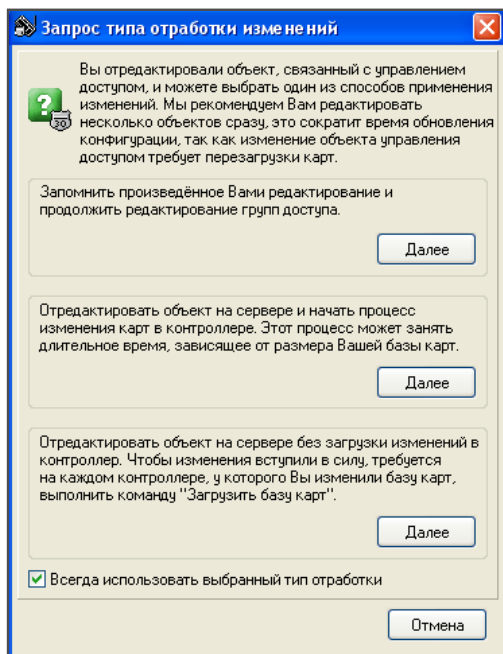 Запрос типа отработки изменений
Вы отредактировали объект, связанный с управлением
доступом, и можете выбрать один из способов применения
изменений. Мы рекомендуем Вам редактировать
несколько объектов сразу, это сократит время обновления
конфигурации, так как изменение объекта управления
доступом требует перезагрузки карт.
Запомнить произведённое Вами редактирование и
продолжить редактирование групп доступа.
Далее
Отредактировать объект на сервере и начать процесс
изменения карт в контроллере. Этот процесс может занять
длительное время, зависящее от размера Вашей базы карт.
Далее
Отредактировать объект на сервере без загрузки изменений в
контроллер. Чтобы изменения вступили в силу, требуется
на каждом контроллере, у которого Вы изменили базу карт,
выполнить команду "Загрузить базу карт".
Далее
Всегда использовать выбранный тип отработки
Отмена